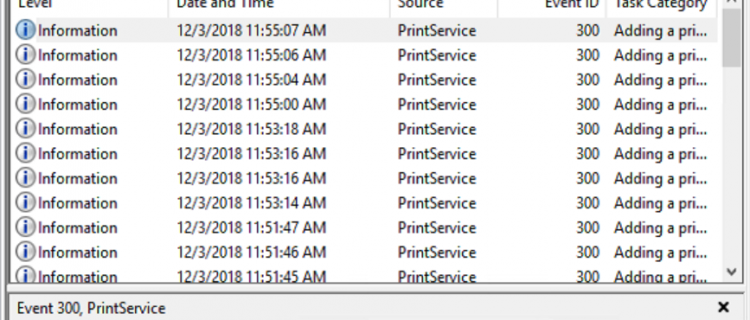 Level Date and Time Source Event ID Task Category
Information 12/3/2018 11:55:07 AM PrintService 300 Adding a pri...
Information 12/3/2018 11:55:06 AM PrintService 300 Adding a pri...
Information 12/3/2018 11:55:04 AM PrintService 300 Adding a pri...
Information 12/3/2018 11:55:00 AM PrintService 300 Adding a pri...
Information 12/3/2018 11:53:18 AM PrintService 300 Adding a pri...
Information 12/3/2018 11:53:16 AM PrintService 300 Adding a pri...
Information 12/3/2018 11:53:16 AM PrintService 300 Adding a pri...
Information 12/3/2018 11:53:14 AM PrintService 300 Adding a pri...
Information 12/3/2018 11:51:47 AM PrintService 300 Adding a pri...
Information 12/3/2018 11:51:46 AM PrintService 300 Adding a pri...
Information 12/3/2018 11:51:45 AM PrintService 300 Adding a pri...
Event 300, PrintService